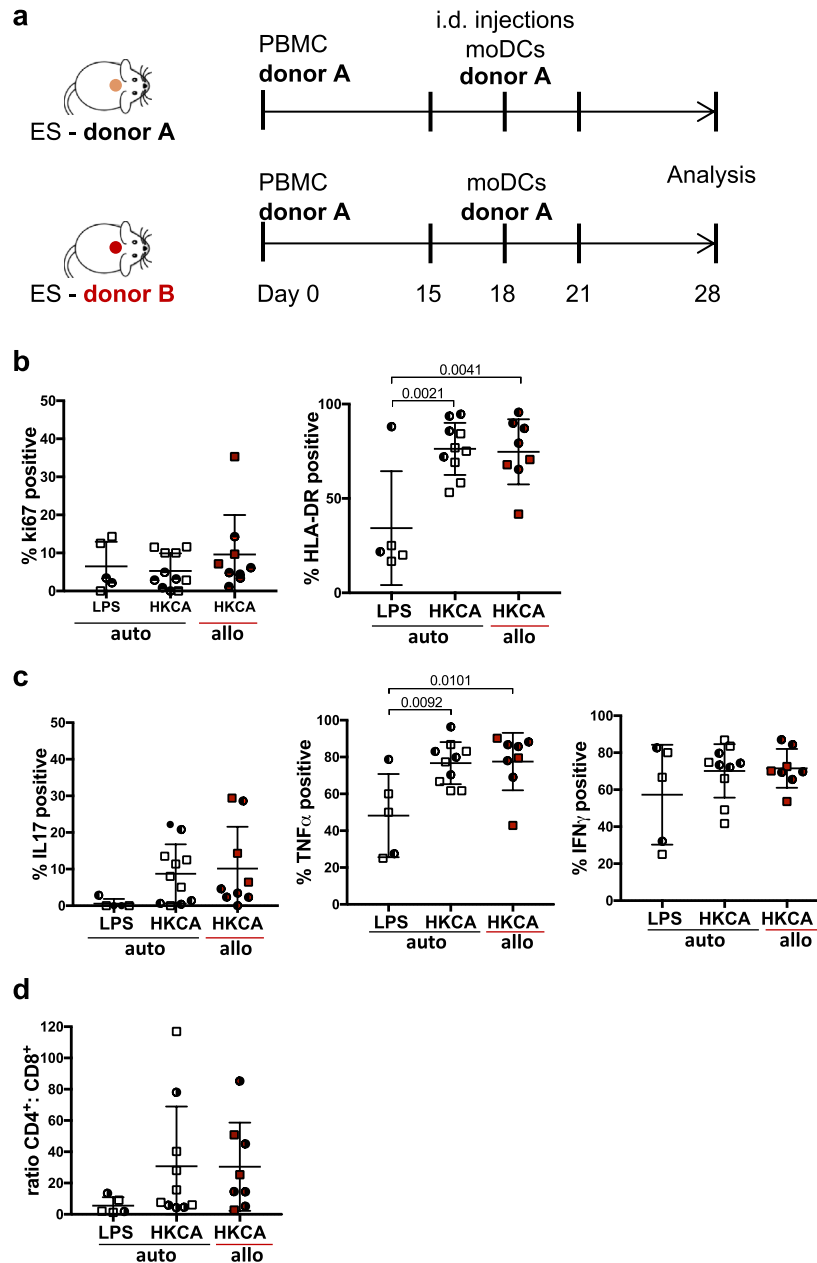 a
i.d. injections
PBMC moDCs
donor A donor A
ES - donor A
PBMC moDCs Analysis
donor A donor A
ES - donor B Day 0 15 18 21 28
b
% ki67 positive
50
40
30
20
10
0
LPS HKCA HKCA
auto allo
% HLA-DR positive
0.0041
0.0021
100
50
0
LPS HKCA HKCA
auto allo
c
% IL17 positive
50
40
30
20
10
0
LPS HKCA HKCA
auto allo
% TNFα positive
0.0101
0.0092
100
80
60
40
20
0
LPS HKCA HKCA
auto allo
% IFNγ positive
100
80
60
40
20
0
LPS HKCA HKCA
auto allo
d
ratio CD4⁺: CD8⁺
120
100
80
60
40
20
0
LPS HKCA HKCA
auto allo